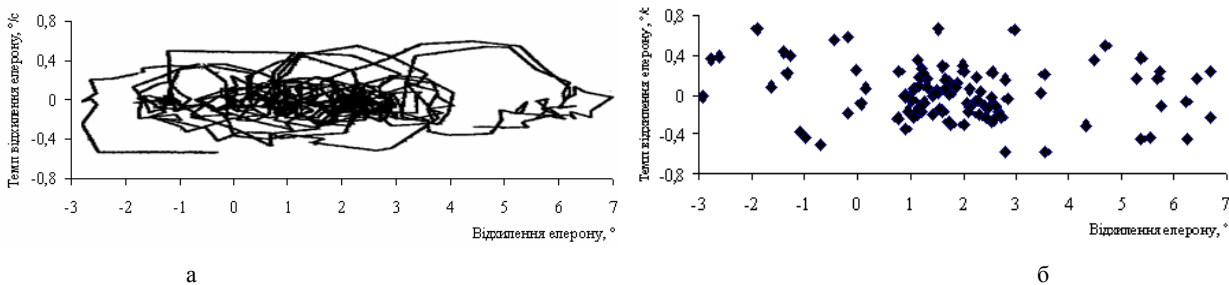 Темп відхилення елерону, °/с
0,8
0,4
0
-0,4
-0,8
-3 -2 -1 0 1 2 3 4 5 6 7
Відхилення елерону, °
а
Темп відхилення елерону, °/с
0,8
0,4
0
-0,4
-0,8
-3 -2 -1 0 1 2 3 4 5 6 7
Відхилення елерону, °
б